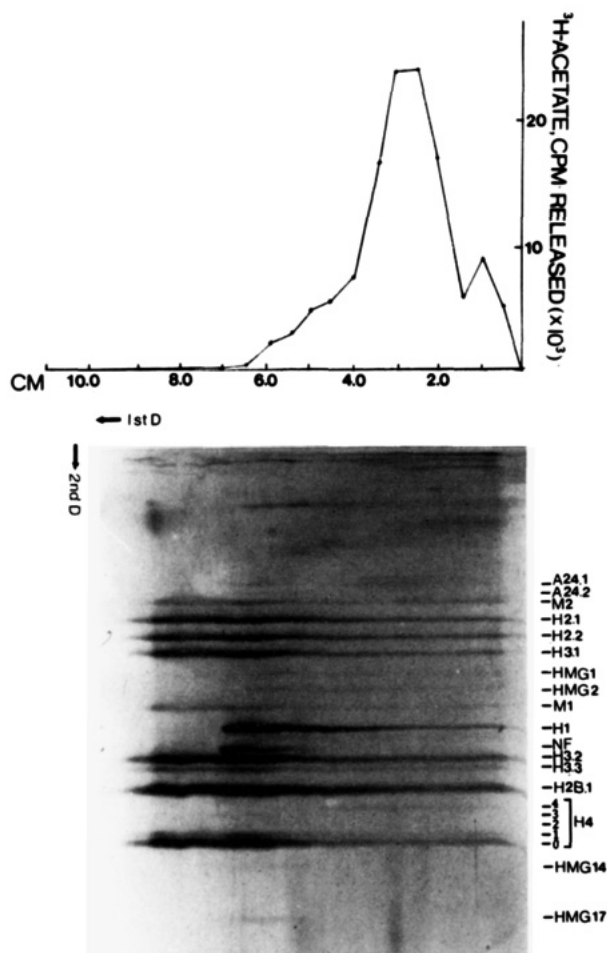 ³H-ACETATE, CPM RELEASED (×10³)
20
10
CM 10.0 8.0 6.0 4.0 2.0
1st D
2nd D
A24.1
A24.2
M2
H2.1
H2.2
H3.1
HMG1
HMG2
M1
H1
NF
H3.2
H3.3
H2B.1
4
2
1
0
H4
HMG14
HMG17